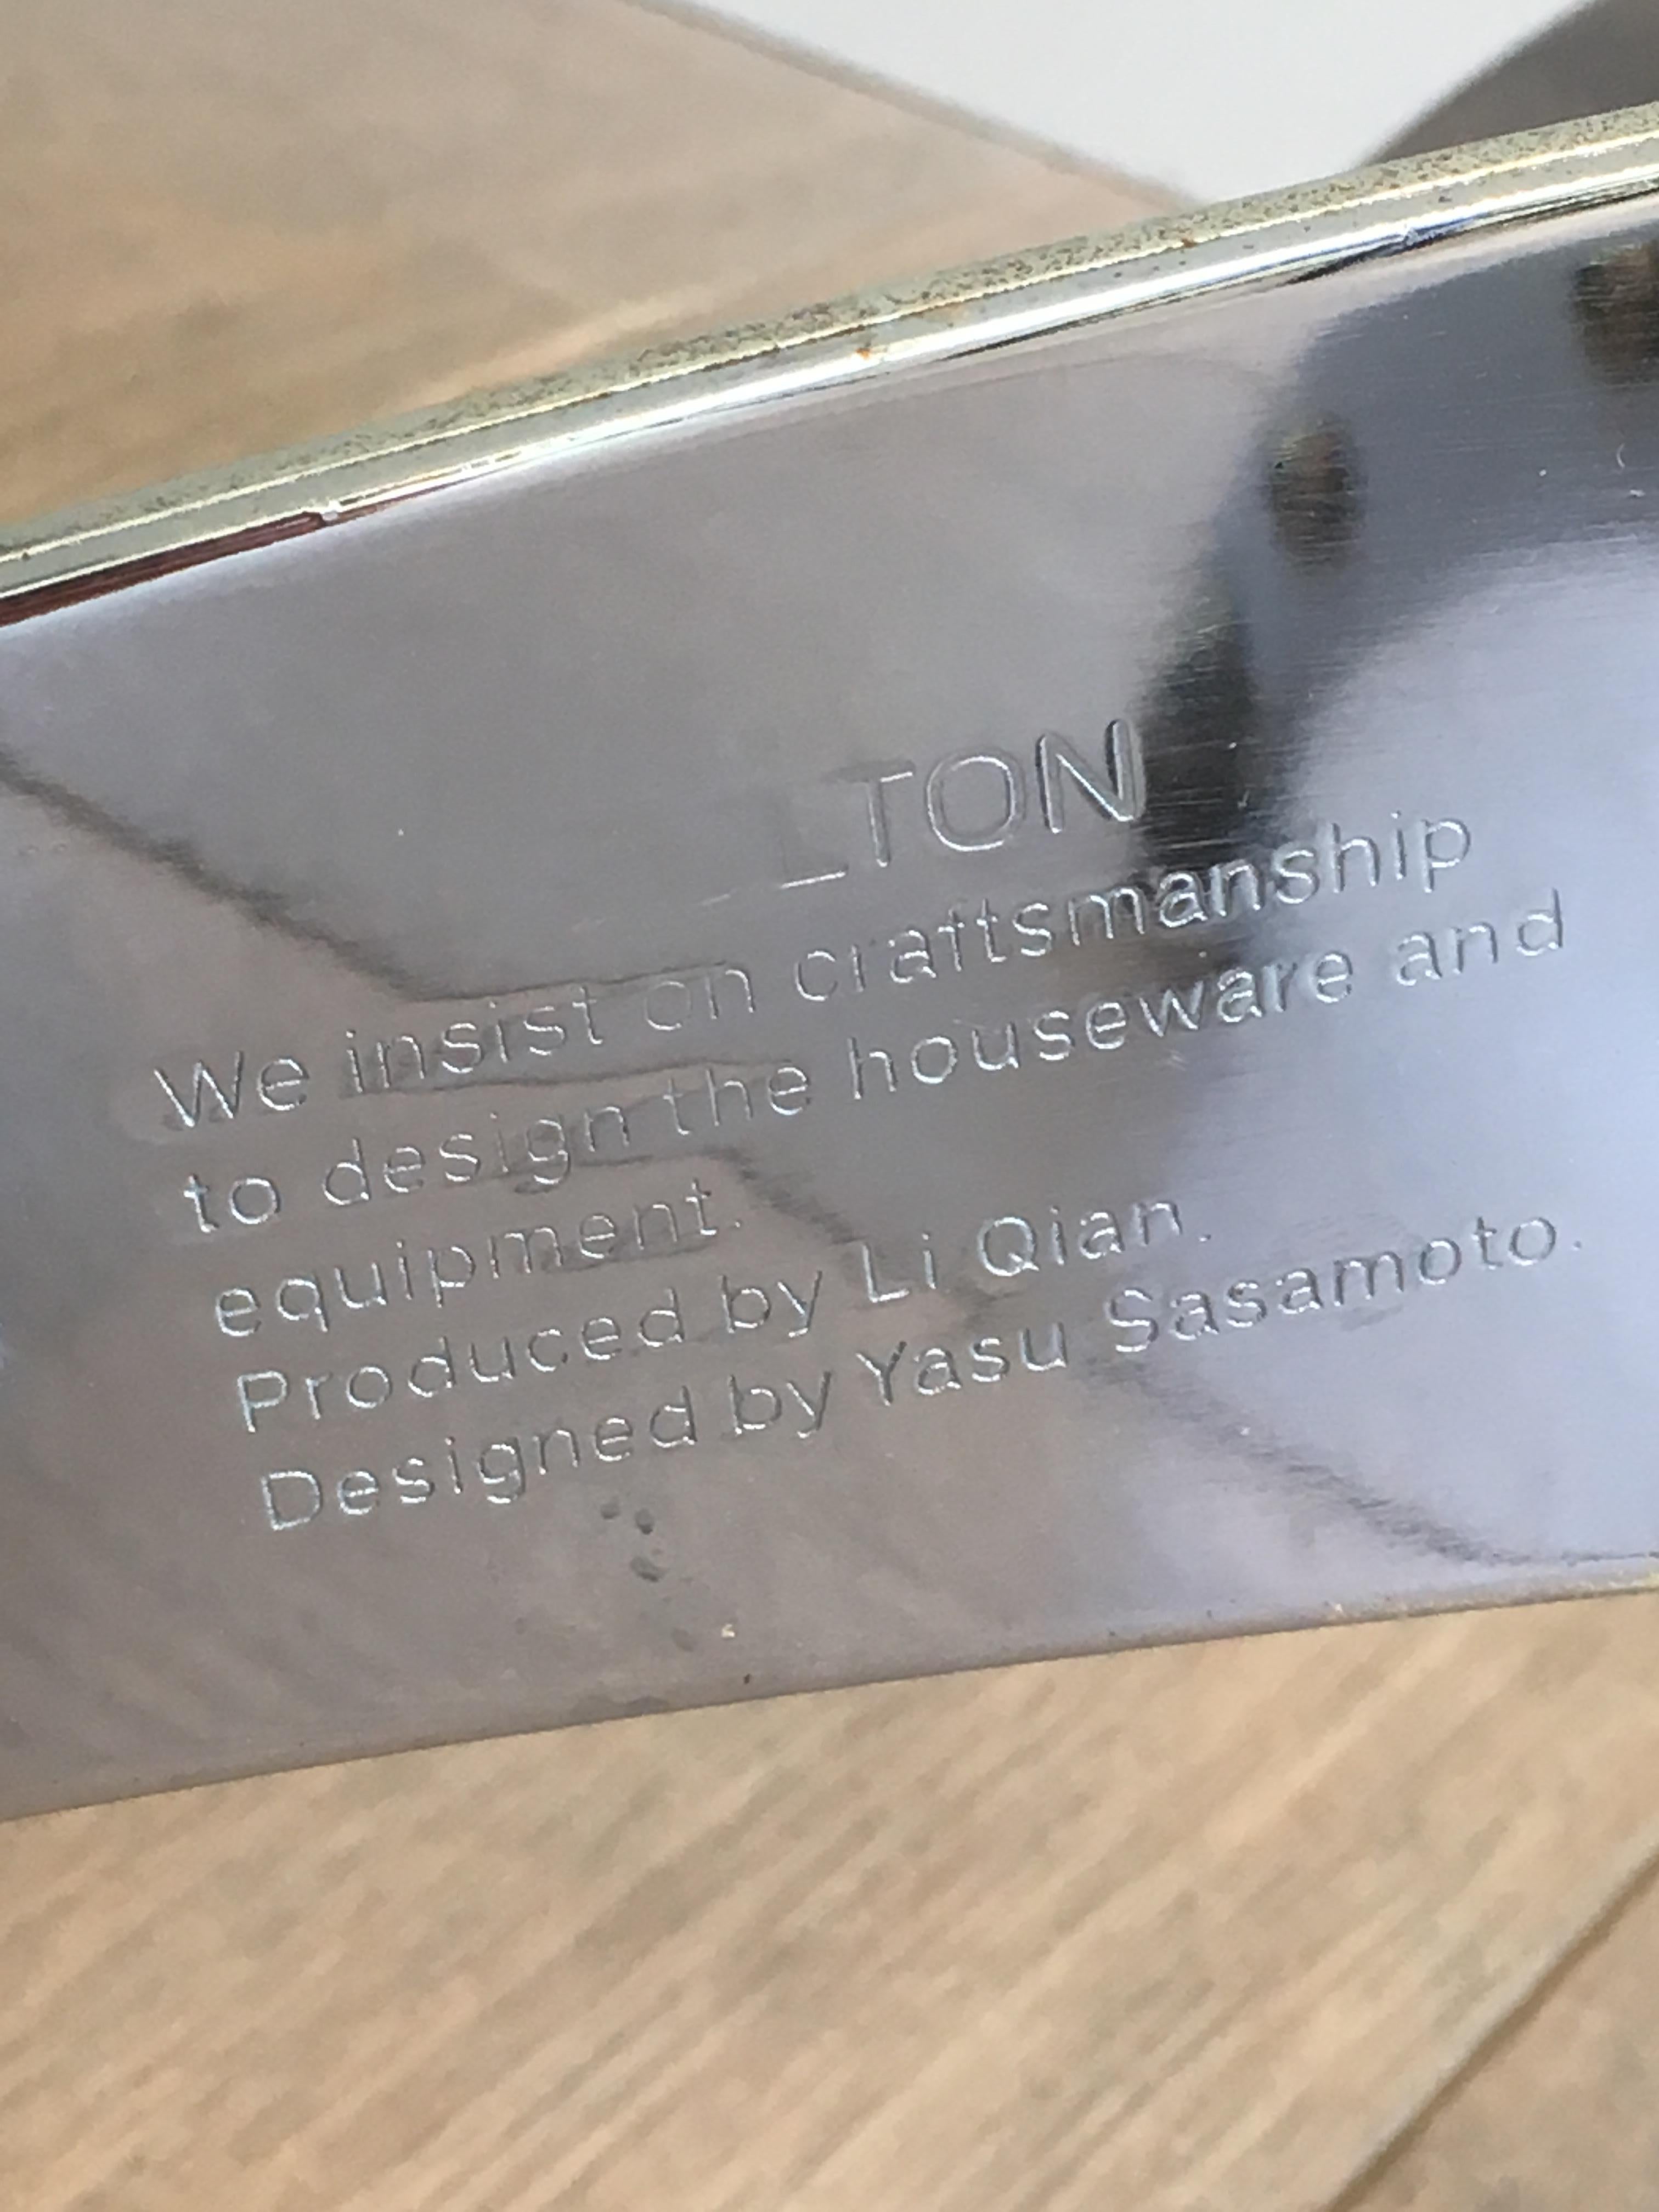 LTON
We insist on craftsmanship
to design the houseware and
equipment.
Produced by Li Qian.
Designed by Yasu Sasamoto.